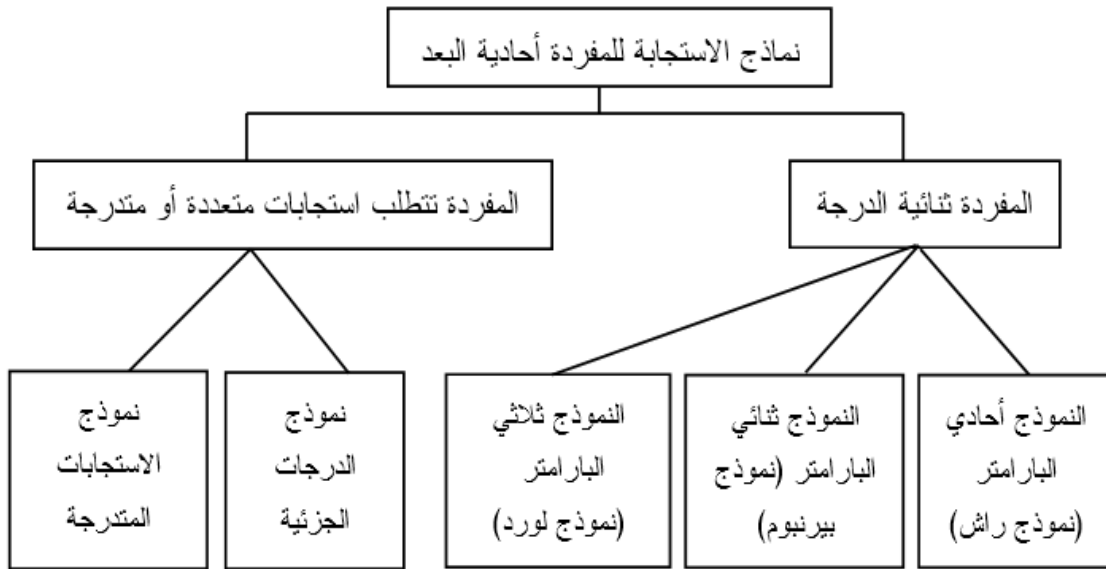 نماذج الاستجابة للمفردة أحادية البعد
المفردة ثنائية الدرجة
المفردة تتطلب استجابات متعددة أو متدرجة
النموذج أحادي
البارامتر
(نموذج راش)
النموذج ثنائي
البارامتر (نموذج
بيرنبوم)
النموذج ثلاثي
البارامتر
(نموذج لورد)
نموذج
الدرجات
الجزئية
نموذج
الاستجابات
المتدرجة